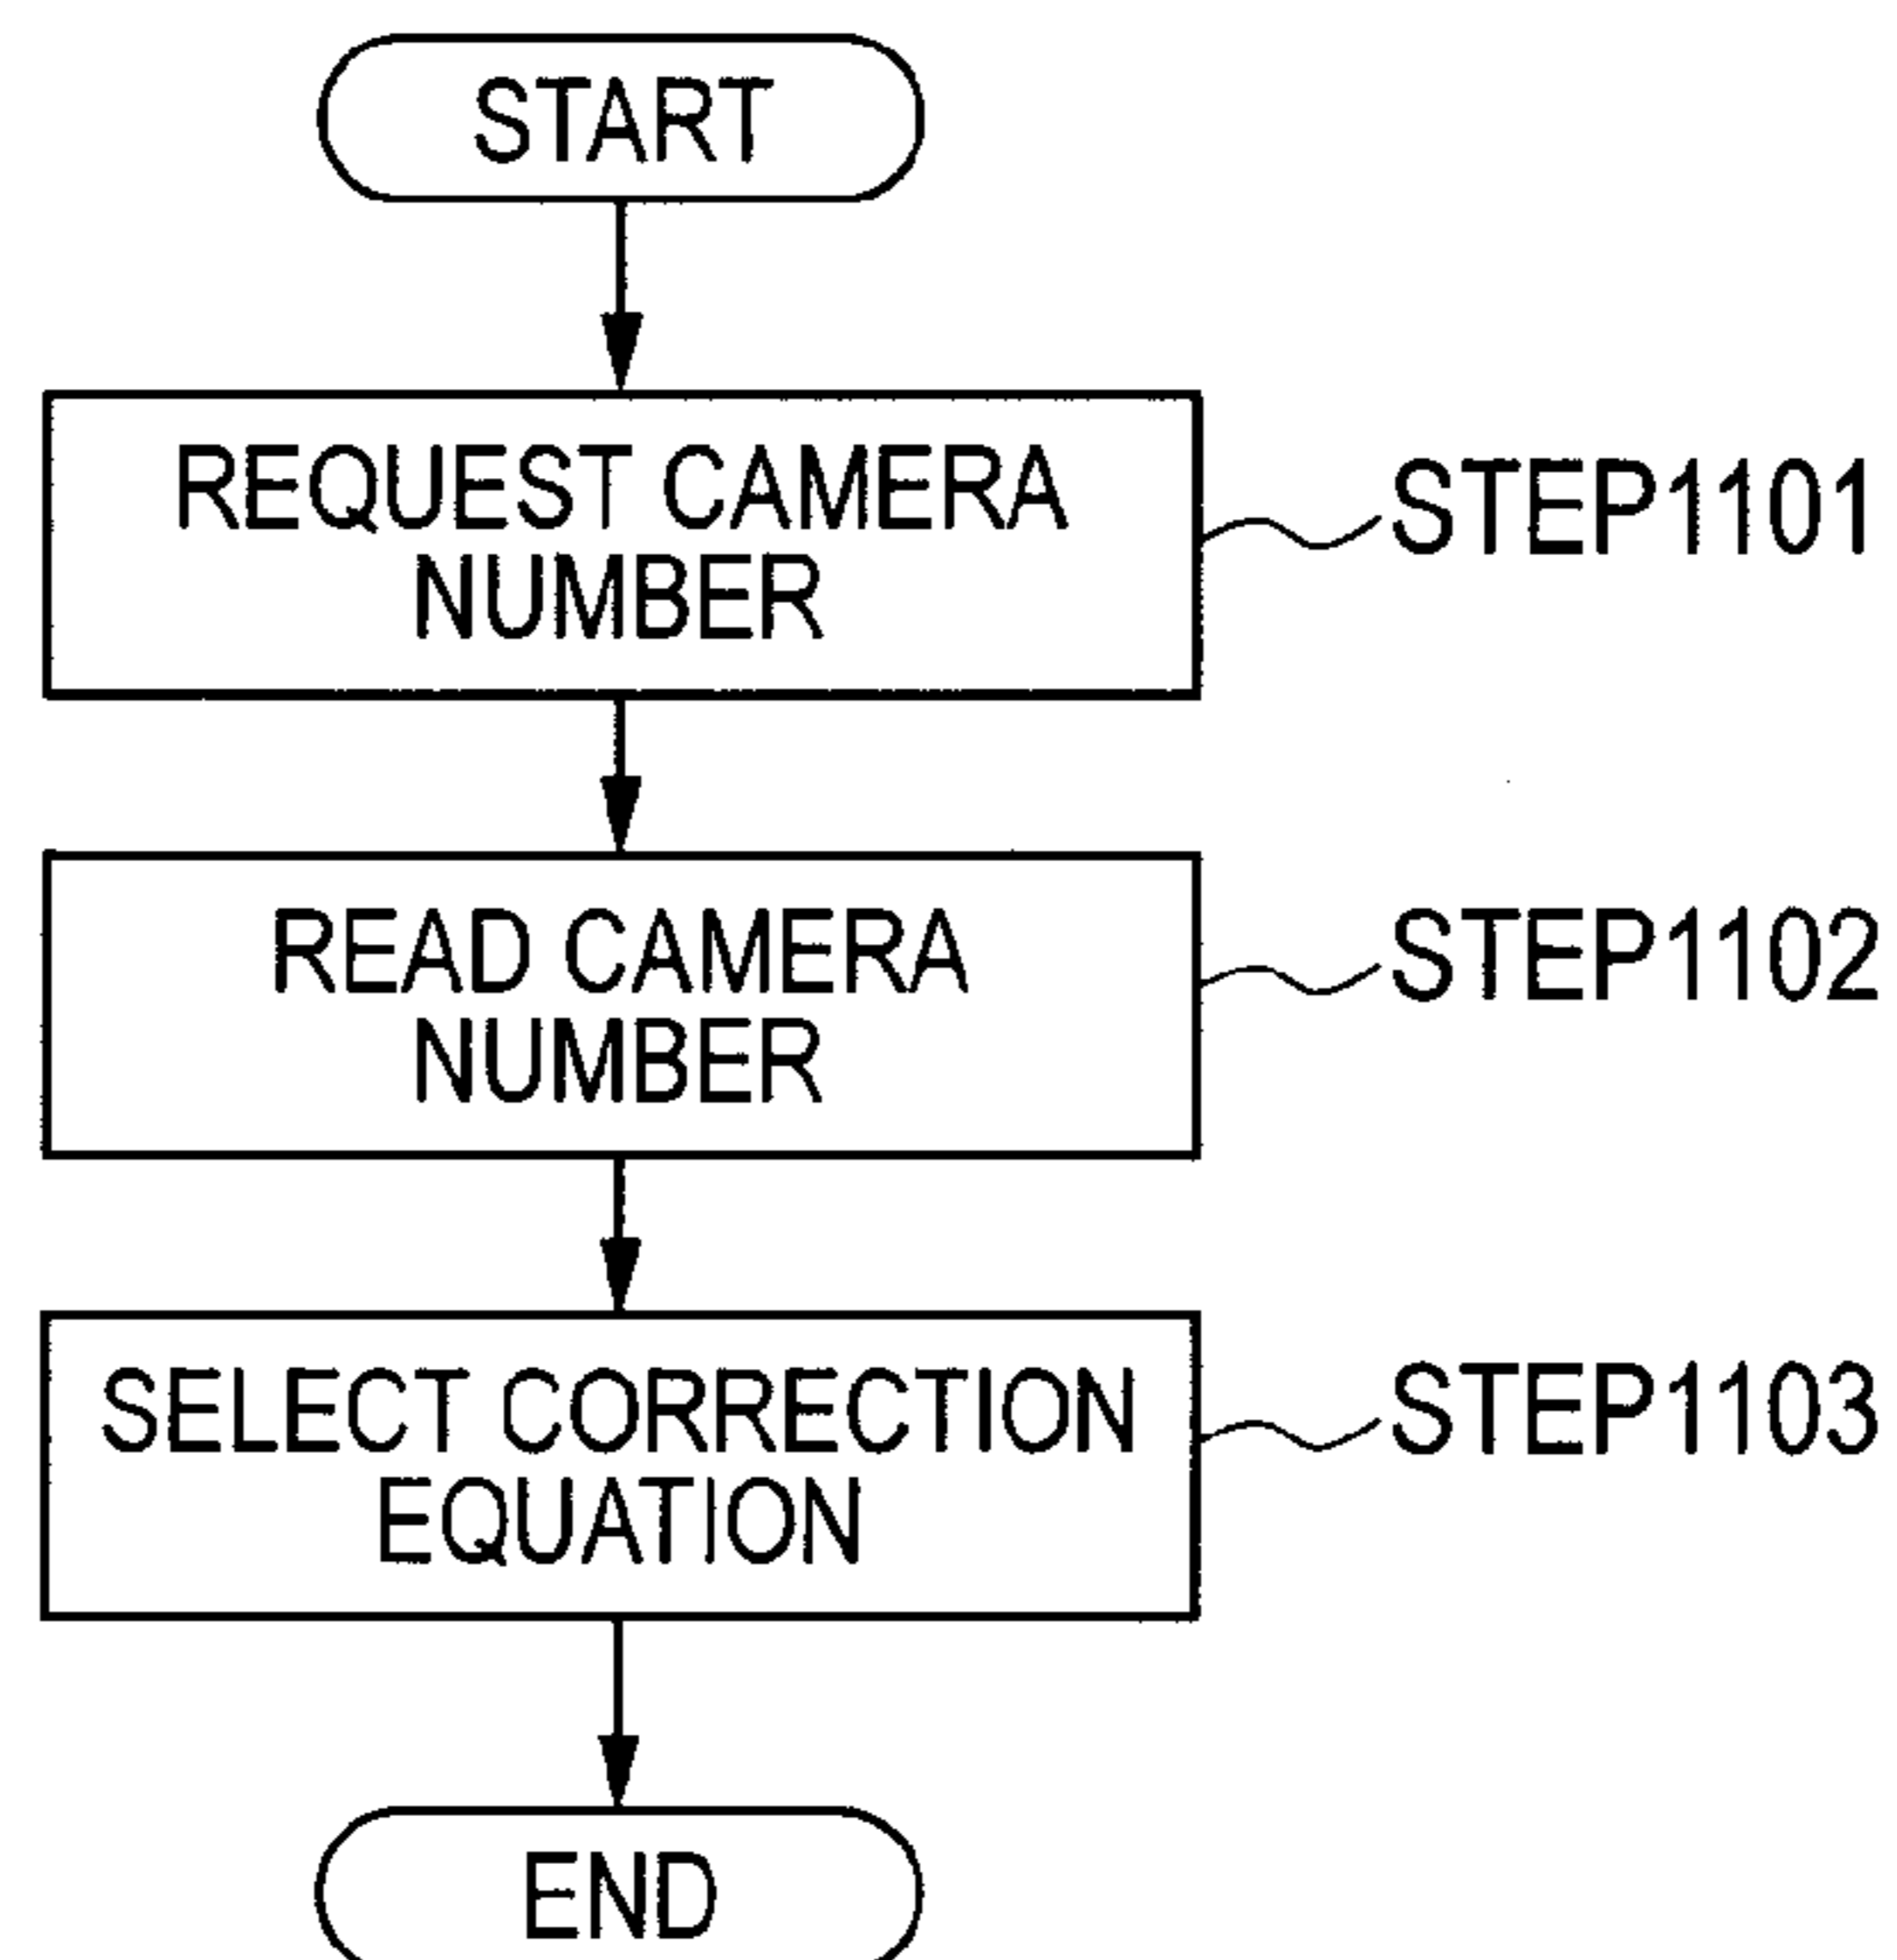 START
REQUEST CAMERA
NUMBER
STEP1101
READ CAMERA
NUMBER
STEP1102
SELECT CORRECTION
EQUATION
STEP1103
END